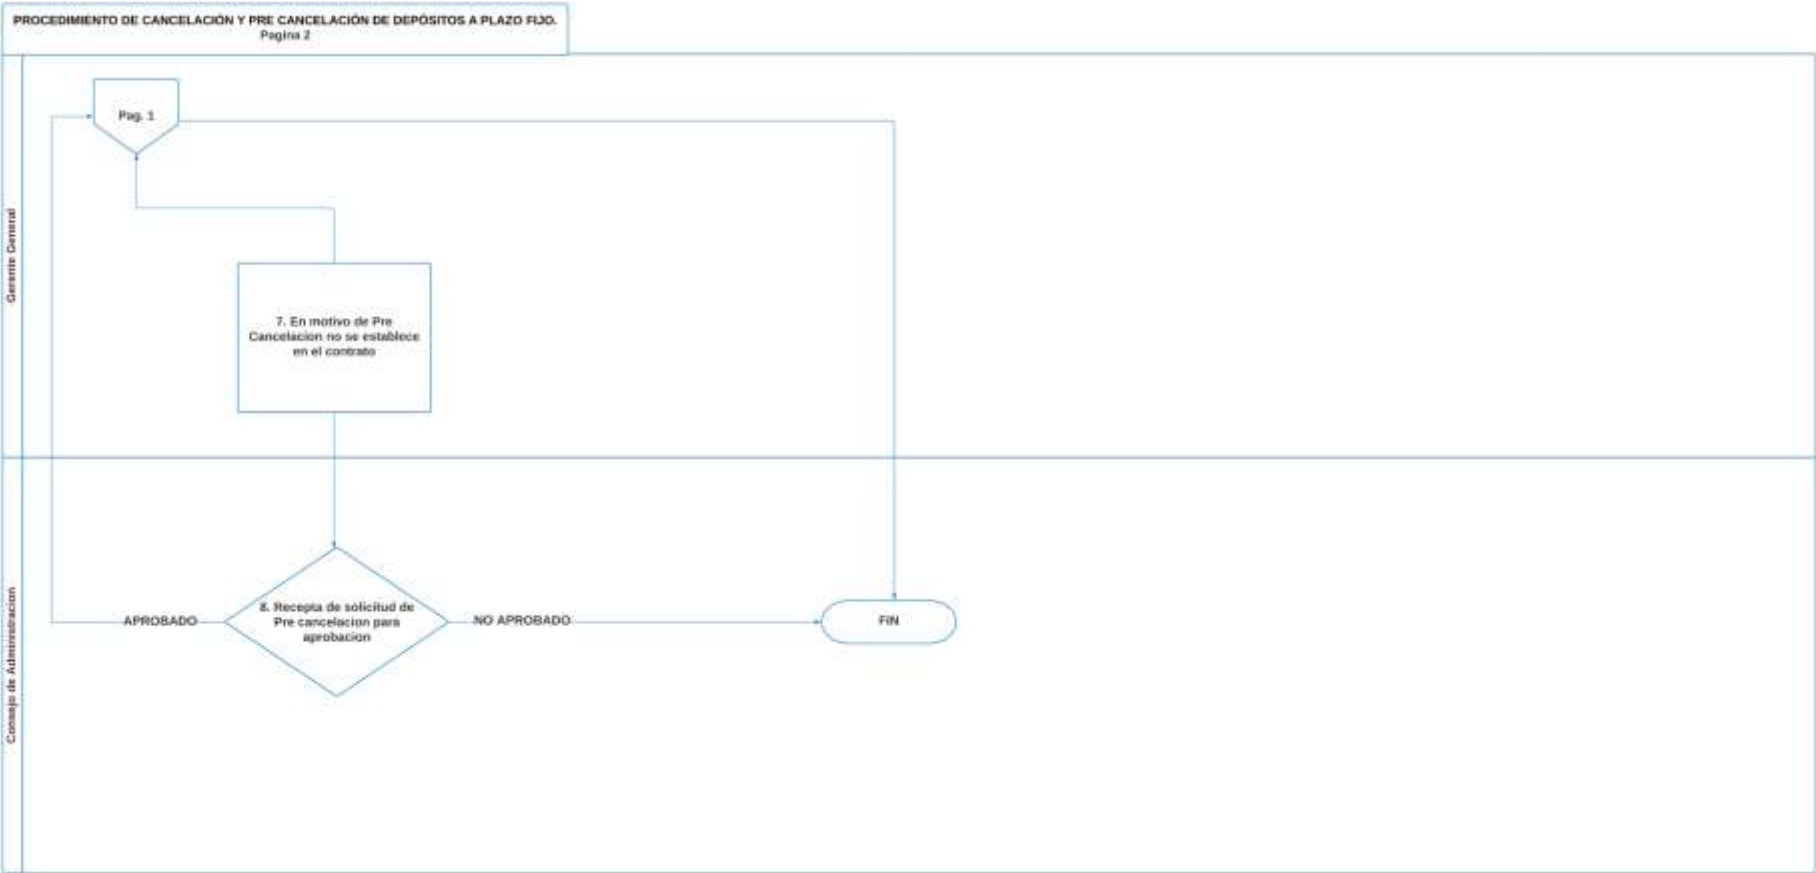 PROCEDIMIENTO DE CANCELACIÓN Y PRE CANCELACIÓN DE DEPÓSITOS A PLAZO FIJO.
Pagina 2
Pag. 1
Gerente General
7. En motivo de Pre
Cancelacion no se establece
en el contrato
Consejo de Administracion
APROBADO
8. Recepta de solicitud de
Pre cancelacion para
aprobacion
NO APROBADO
FIN